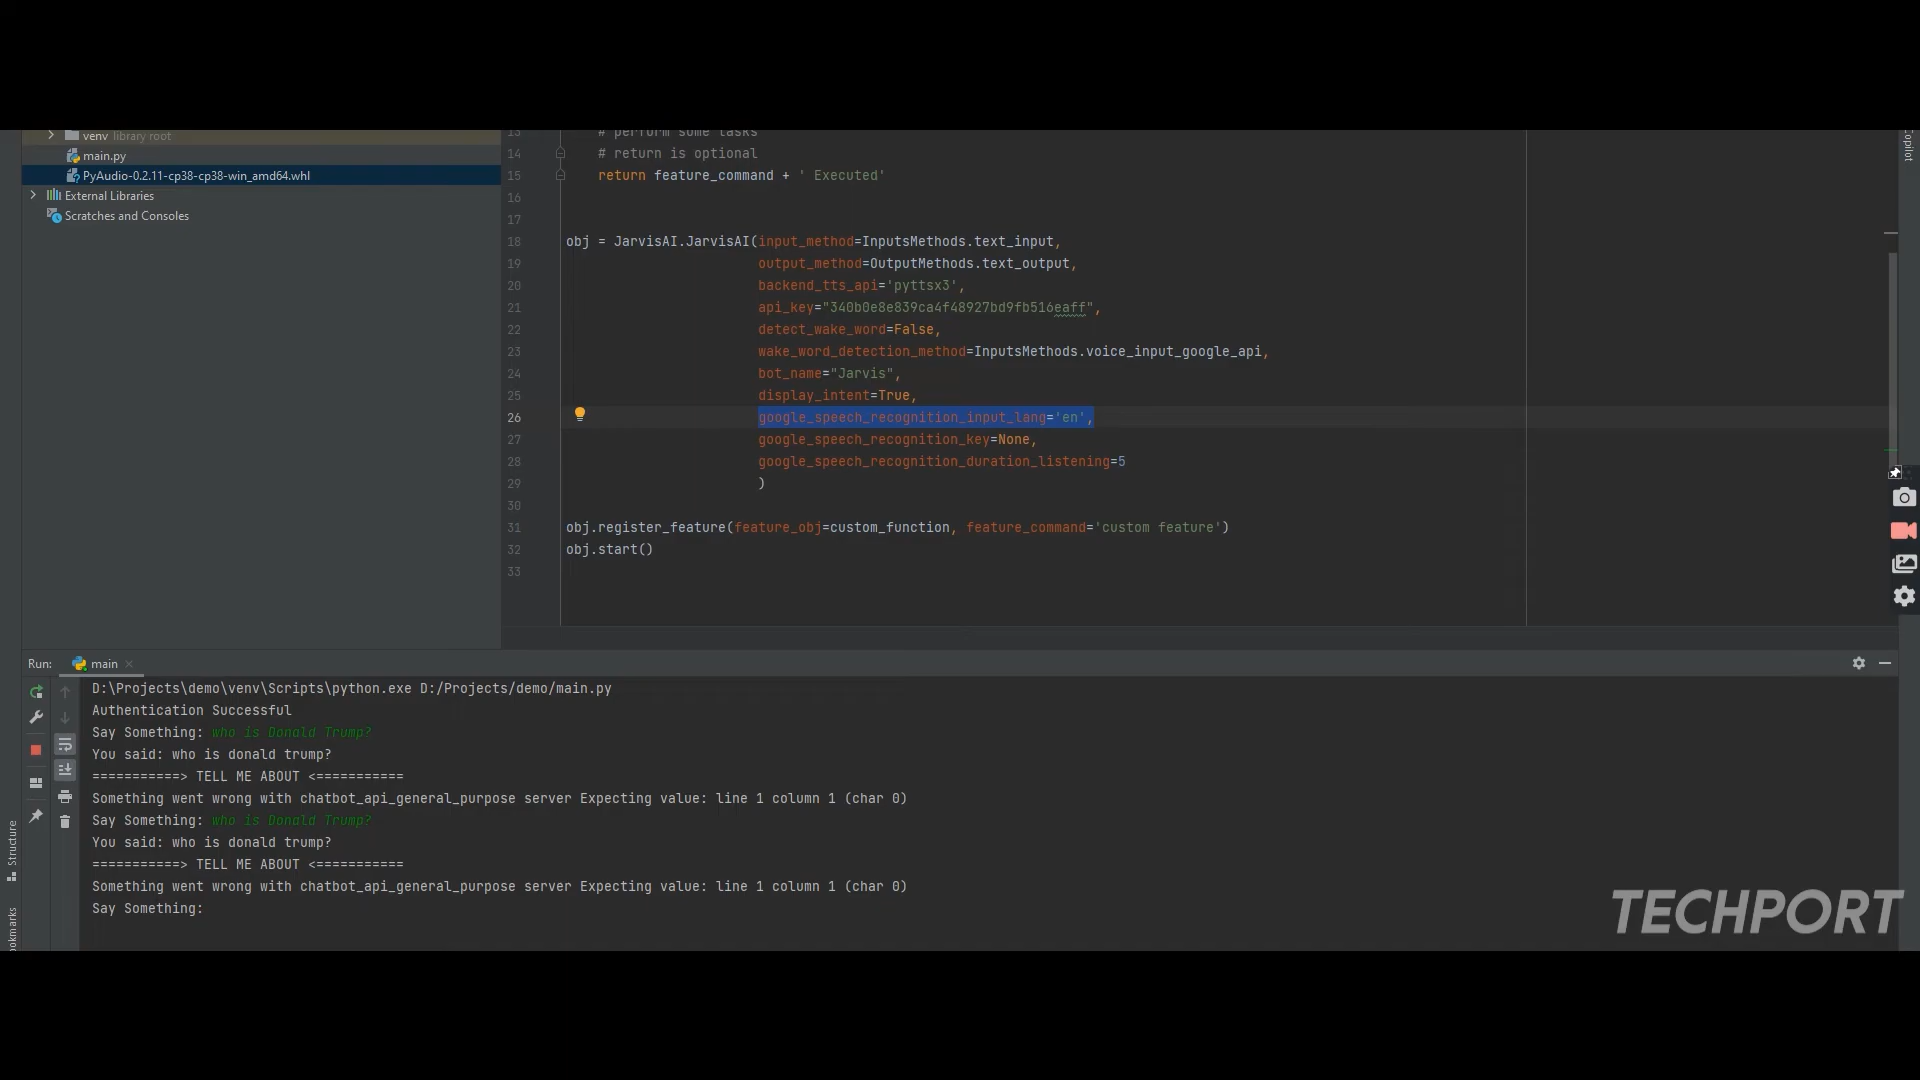 venv library root
main.py
PyAudio-0.2.11-cp38-cp38-win_amd64.whl
External Libraries
Scratches and Consoles
13 # perform some tasks
14 # return is optional
15 return feature_command + ' Executed'
16
17
18 obj = JarvisAI.JarvisAI(input_method=InputsMethods.text_input,
19 output_method=OutputMethods.text_output,
20 backend_tts_api='pyttsx3',
21 api_key="340b0e8e839ca4f48927bd9fb516eaff",
22 detect_wake_word=False,
23 wake_word_detection_method=InputsMethods.voice_input_google_api,
24 bot_name="Jarvis",
25 display_intent=True,
26 google_speech_recognition_input_lang='en',
27 google_speech_recognition_key=None,
28 google_speech_recognition_duration_listening=5
29 )
30
31 obj.register_feature(feature_obj=custom_function, feature_command='custom feature')
32 obj.start()
33
Copilot
Run: main
D:\Projects\demo\venv\Scripts\python.exe D:/Projects/demo/main.py
Authentication Successful
Say Something: who is Donald Trump?
You said: who is donald trump?
===========> TELL ME ABOUT <===========
Something went wrong with chatbot_api_general_purpose server Expecting value: line 1 column 1 (char 0)
Say Something: who is Donald Trump?
You said: who is donald trump?
===========> TELL ME ABOUT <===========
Something went wrong with chatbot_api_general_purpose server Expecting value: line 1 column 1 (char 0)
Say Something:
Structure
okmarks
TECHPORT